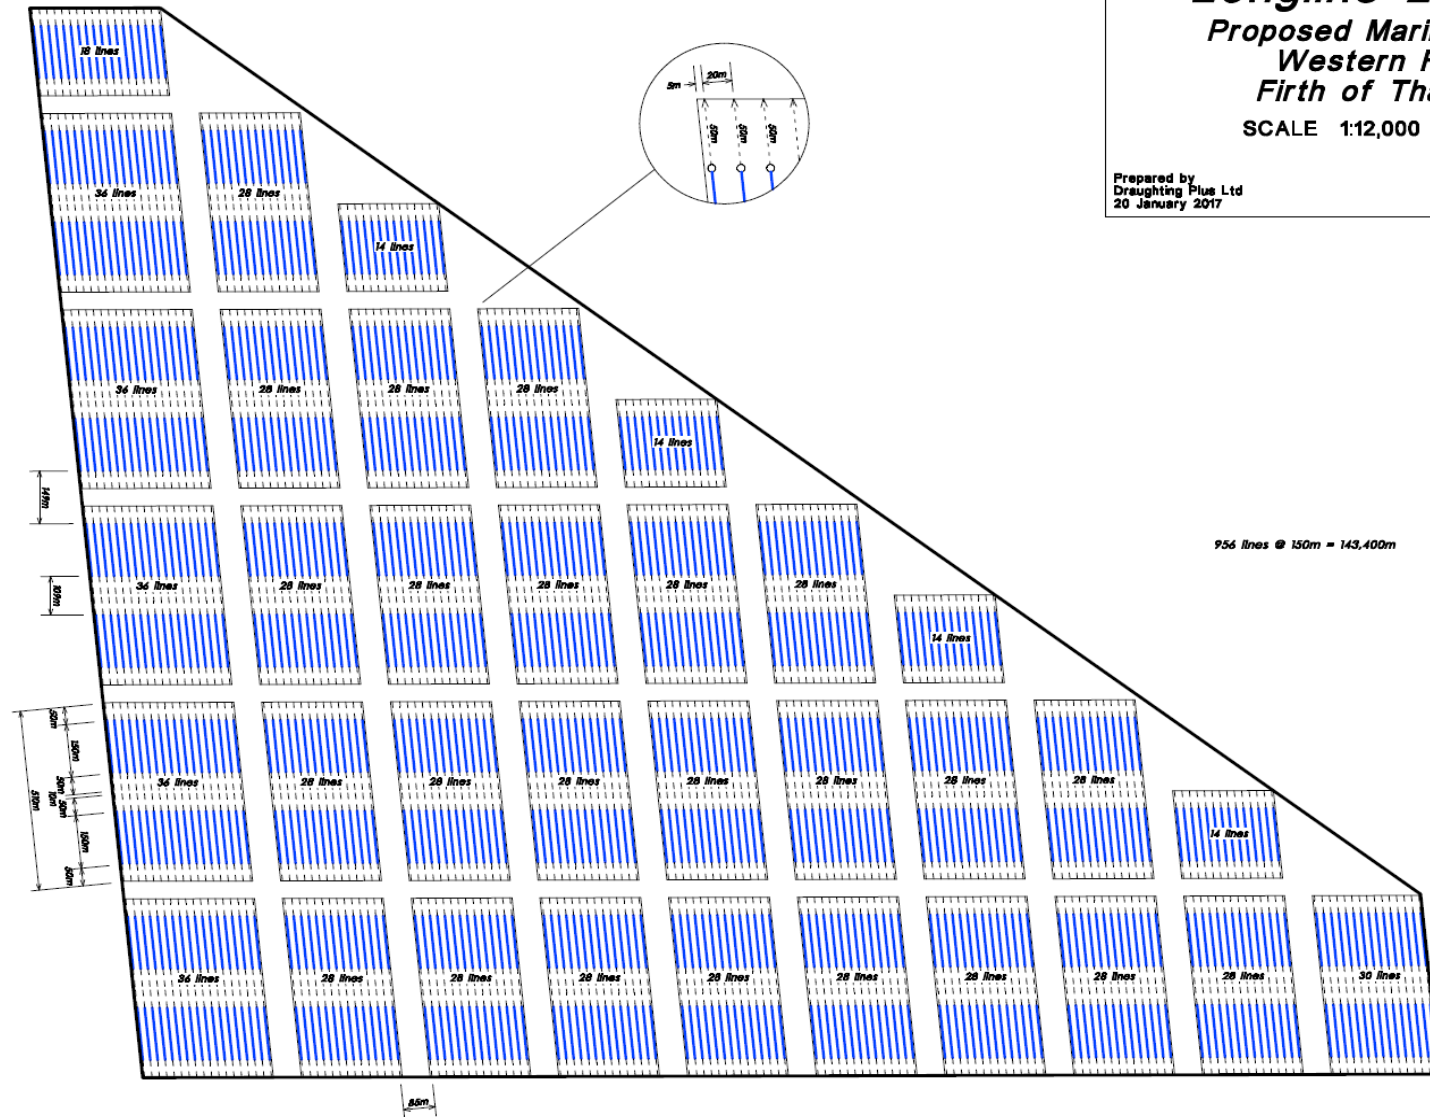 Proposed
Western
Firth of
SCALE 1:12,000
Prepared by
Draughting Plus Ltd
20 January 2017
5m
20m
50m
50m
50m
18 lines
36 lines
28 lines
14 lines
36 lines
28 lines
28 lines
28 lines
14 lines
149m
36 lines
28 lines
28 lines
28 lines
28 lines
28 lines
956 lines @ 150m = 143,400m
109m
14 lines
50m
150m
50m
70m
50m
150m
50m
510m
36 lines
28 lines
28 lines
28 lines
28 lines
28 lines
28 lines
28 lines
14 lines
36 lines
28 lines
28 lines
28 lines
28 lines
28 lines
28 lines
28 lines
28 lines
30 lines
85m